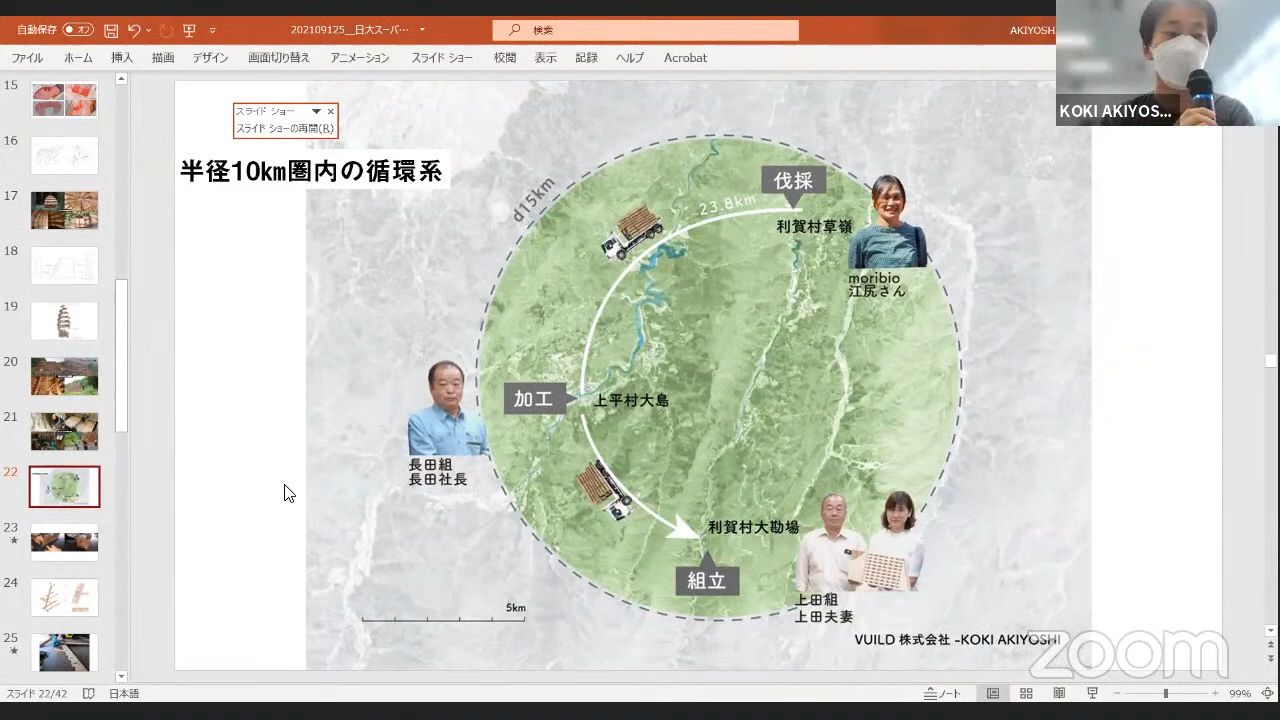 自動保存 オフ
202109125__日大スーパ…
検索
AKIYOSHI
ファイル ホーム 挿入 描画 デザイン 画面切り替え アニメーション スライド ショー 校閲 表示 記録 ヘルプ Acrobat
KOKI AKIYOS...
スライド ショー
スライド ショーの再開(R)
半径10km圏内の循環系
d15km
23.8km
伐採
利賀村草嶺
moribio
江尻さん
加工
上平村大島
長田組
長田社長
利賀村大勘場
組立
上田組
上田夫妻
5km
VUILD 株式会社 -KOKI AKIYOSHI
zoom
15
16
17
18
19
20
21
22
23
24
25
スライド 22/42 日本語
ノート
99%